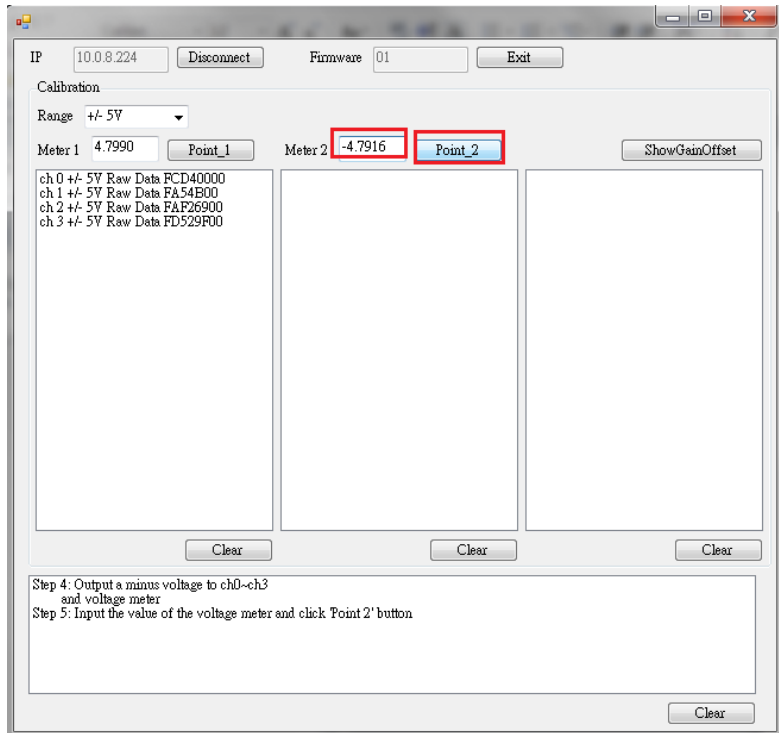 IP 10.0.8.224 Disconnect Firmware 01 Exit
Calibration
Range +/- 5V
Meter 1 4.7990 Point_1 Meter 2 -4.7916 Point_2 ShowGainOffset
ch 0 +/- 5V Raw Data FCD40000
ch 1 +/- 5V Raw Data FA54B00
ch 2 +/- 5V Raw Data FAF26900
ch 3 +/- 5V Raw Data FD529F00
Clear Clear Clear
Step 4: Output a minus voltage to ch0~ch3
and voltage meter
Step 5: Input the value of the voltage meter and click 'Point 2' button
Clear